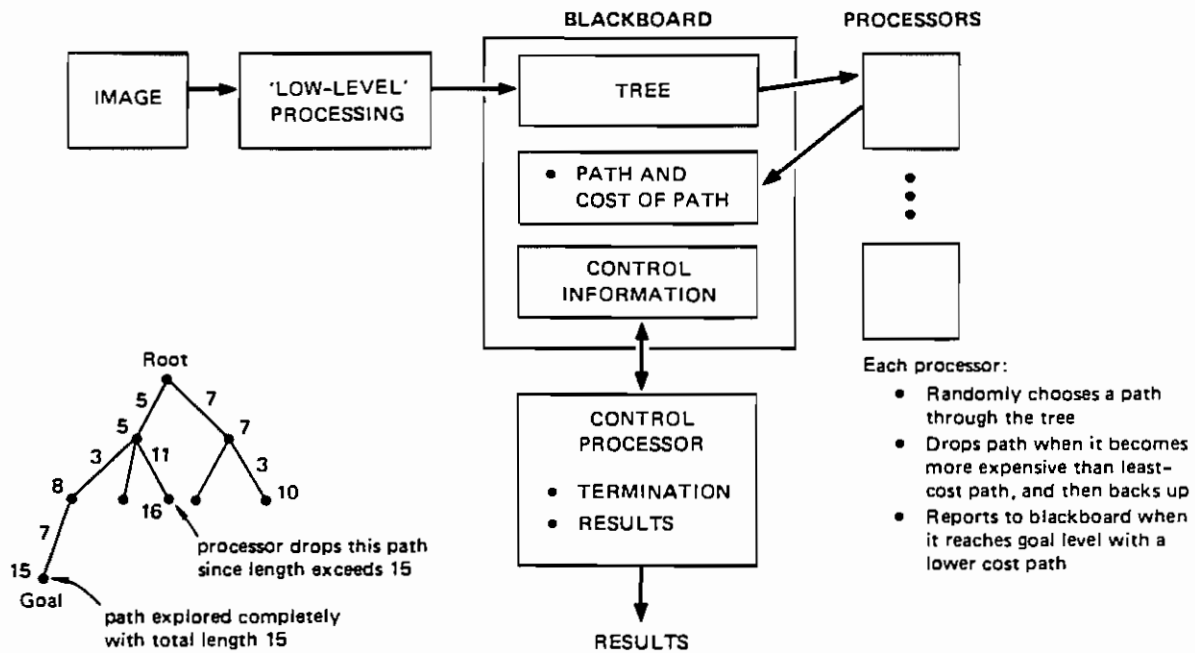 BLACKBOARD
PROCESSORS
IMAGE
'LOW-LEVEL'
PROCESSING
TREE
• PATH AND
COST OF PATH
CONTROL
INFORMATION
CONTROL
PROCESSOR
• TERMINATION
• RESULTS
RESULTS
Each processor:
• Randomly chooses a path
through the tree
• Drops path when it becomes
more expensive than least-
cost path, and then backs up
• Reports to blackboard when
it reaches goal level with a
lower cost path
Root
5
7
5
7
3
11
3
8
16
10
7
processor drops this path
since length exceeds 15
15
Goal
path explored completely
with total length 15